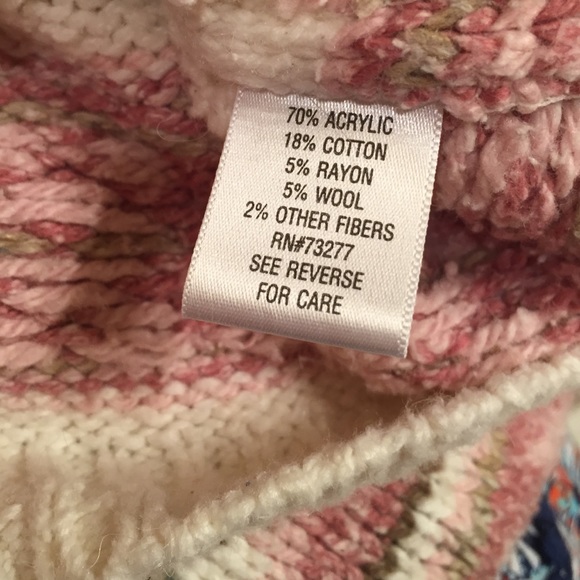 70% ACRYLIC
18% COTTON
5% RAYON
5% WOOL
2% OTHER FIBERS
RN#73277
SEE REVERSE
FOR CARE